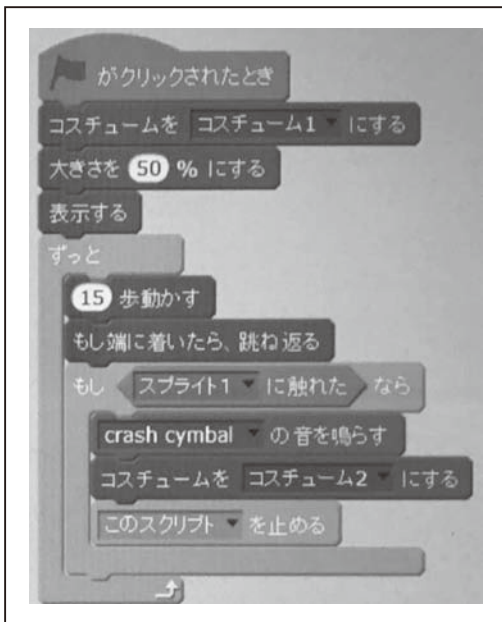 がクリックされたとき
コスチュームを コスチューム1 にする
大きさを 50 % にする
表示する
ずっと
15 歩動かす
もし端に着いたら、跳ね返る
もし スプライト1 に触れた なら
crash cymbal の音を鳴らす
コスチュームを コスチューム2 にする
このスクリプト を止める